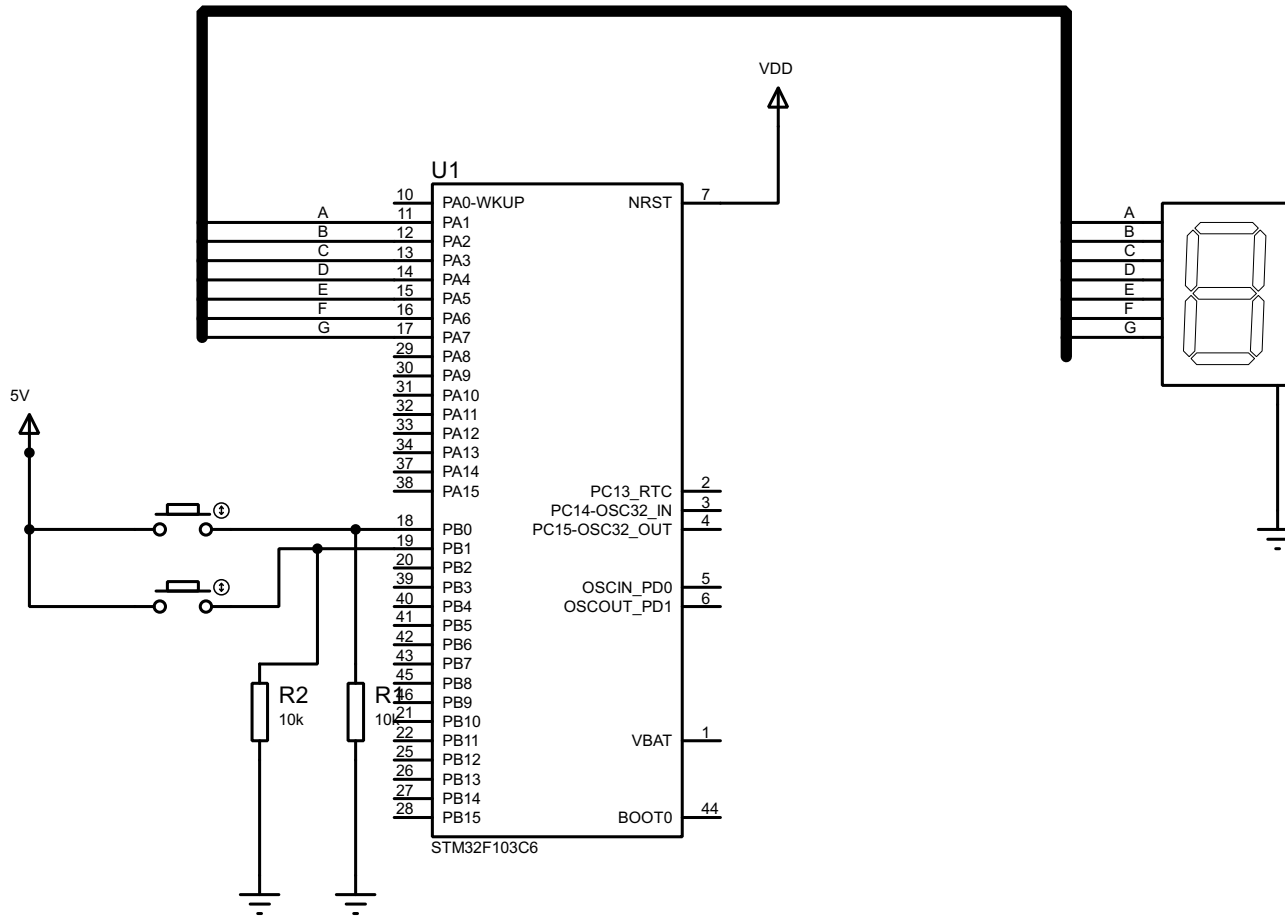 VDD
U1
10 PA0-WKUP NRST 7
A 11 PA1 A
B 12 PA2 B
C 13 PA3 C
D 14 PA4 D
E 15 PA5 E
F 16 PA6 F
G 17 PA7 G
29 PA8
30 PA9
5V
31 PA10
32 PA11
33 PA12
34 PA13
37 PA14
38 PA15 PC13_RTC 2
PC14-OSC32_IN 3
18 PB0 PC15-OSC32_OUT 4
19 PB1
20 PB2
39 PB3 OSCIN_PD0 5
40 PB4 OSCOUT_PD1 6
41 PB5
42 PB6
43 PB7
45 PB8
R2 R1 46 PB9
10k 10k 21 PB10
22 PB11 VBAT 1
25 PB12
26 PB13
27 PB14
28 PB15 BOOT0 44
STM32F103C6